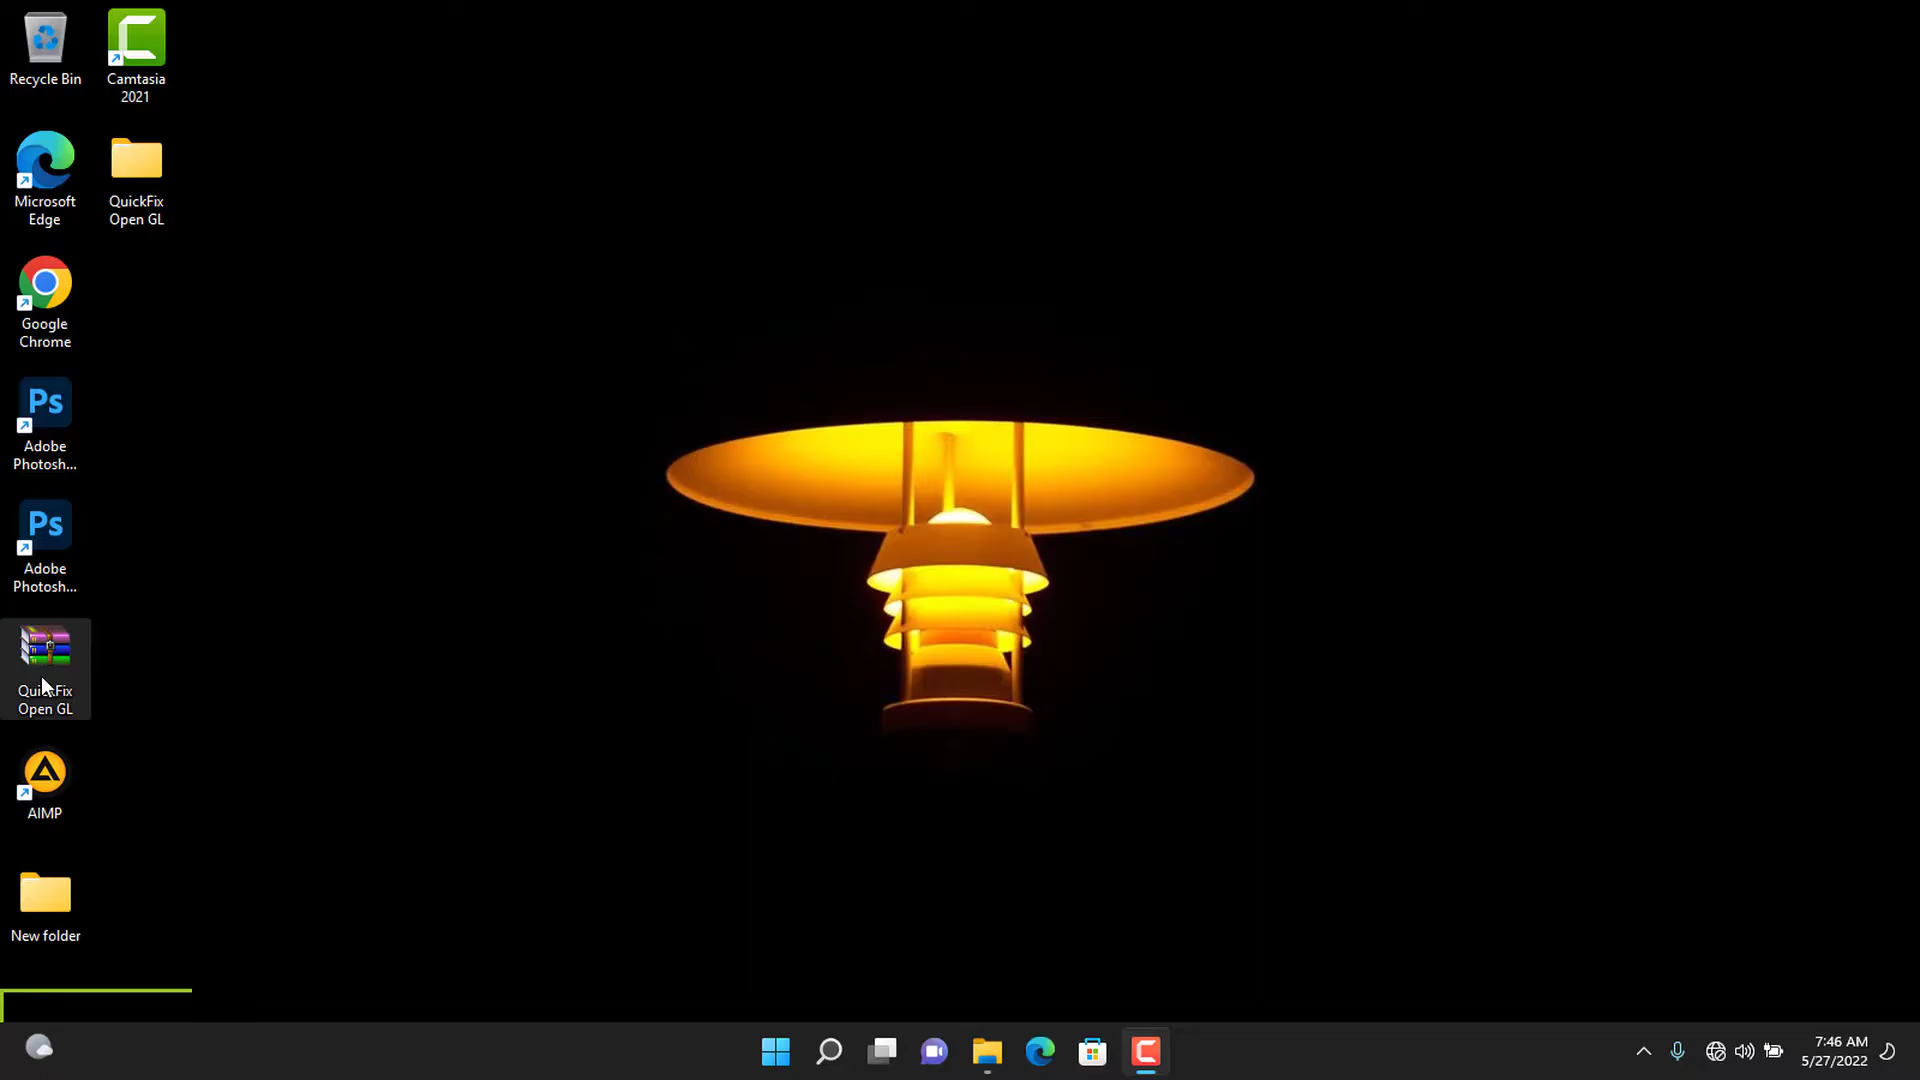 Recycle Bin
Camtasia
2021
Microsoft
Edge
QuickFix
Open GL
Google
Chrome
Ps
Adobe
Photosh...
Ps
Adobe
Photosh...
QuickFix
Open GL
AIMP
New folder
7:46 AM
5/27/2022